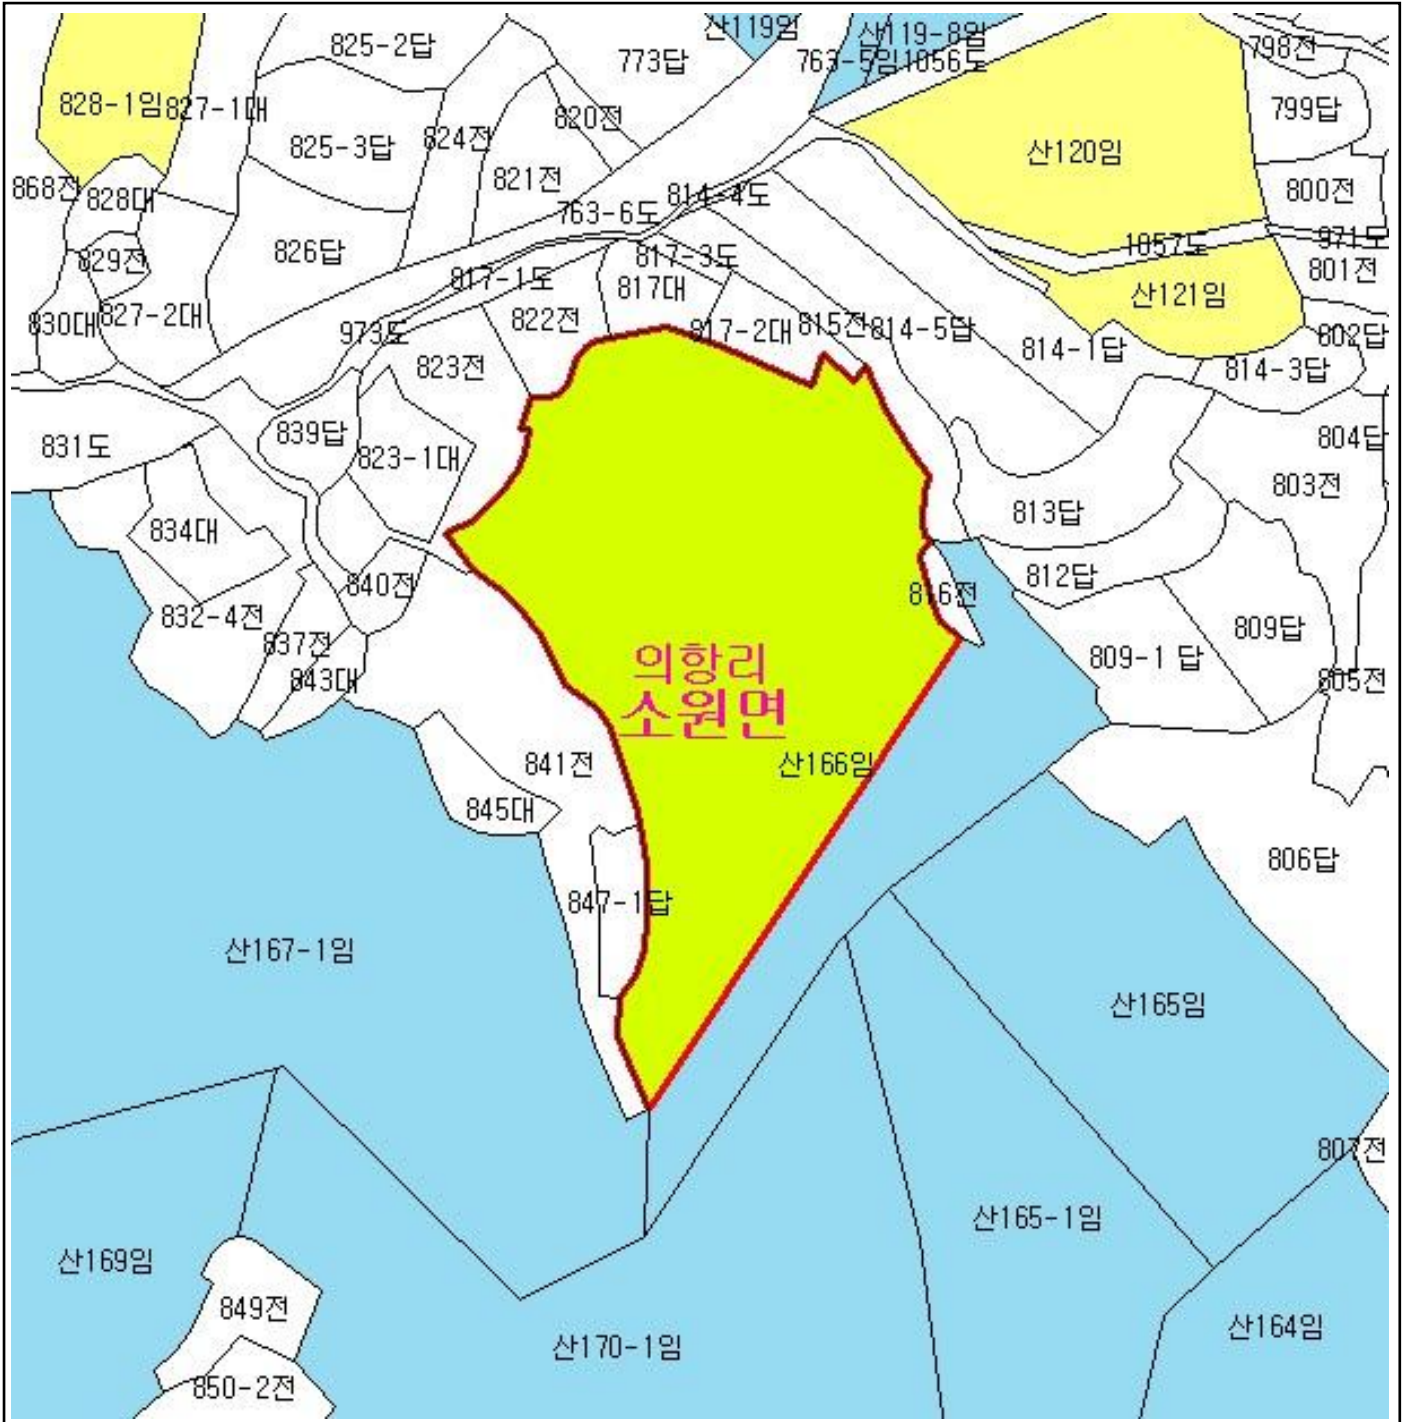 산119임
산119-8임
825-2답
773답
763-5임
1056도
798전
828-1임
827-1대
820전
799답
824전
825-3답
산120임
821전
868전
828대
814-4도
800전
763-6도
829전
826답
817-3도
1057도
971도
817-1도
817대
801전
산121임
830대
827-2대
973도
822전
817-2대
815전
814-5답
802답
814-1답
823전
814-3답
831도
839답
823-1대
804답
803전
834대
813답
840전
812답
816전
832-4전
837전
809답
의항리
809-1 답
843대
805전
소원면
841전
산166임
845대
806답
847-1답
산167-1임
산165임
807전
산165-1임
산169임
849전
산164임
산170-1임
850-2전